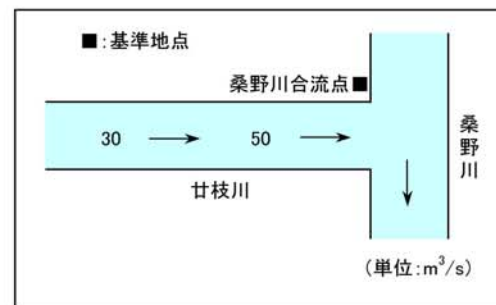 ■:基準地点
桑野川合流点■
30 → 50 →
桑野川
廿枝川
(単位:m³/s)